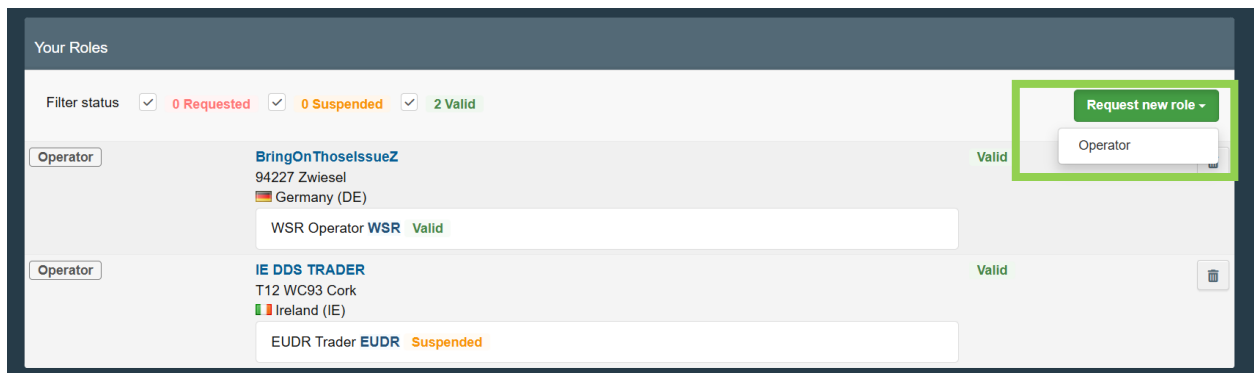 Your Roles
Filter status 0 Requested 0 Suspended 2 Valid Request new role
Operator
Operator BringOnThoseIssueZ Valid
94227 Zwiesel
Germany (DE)
WSR Operator WSR Valid
Operator IE DDS TRADER Valid
T12 WC93 Cork
Ireland (IE)
EUDR Trader EUDR Suspended